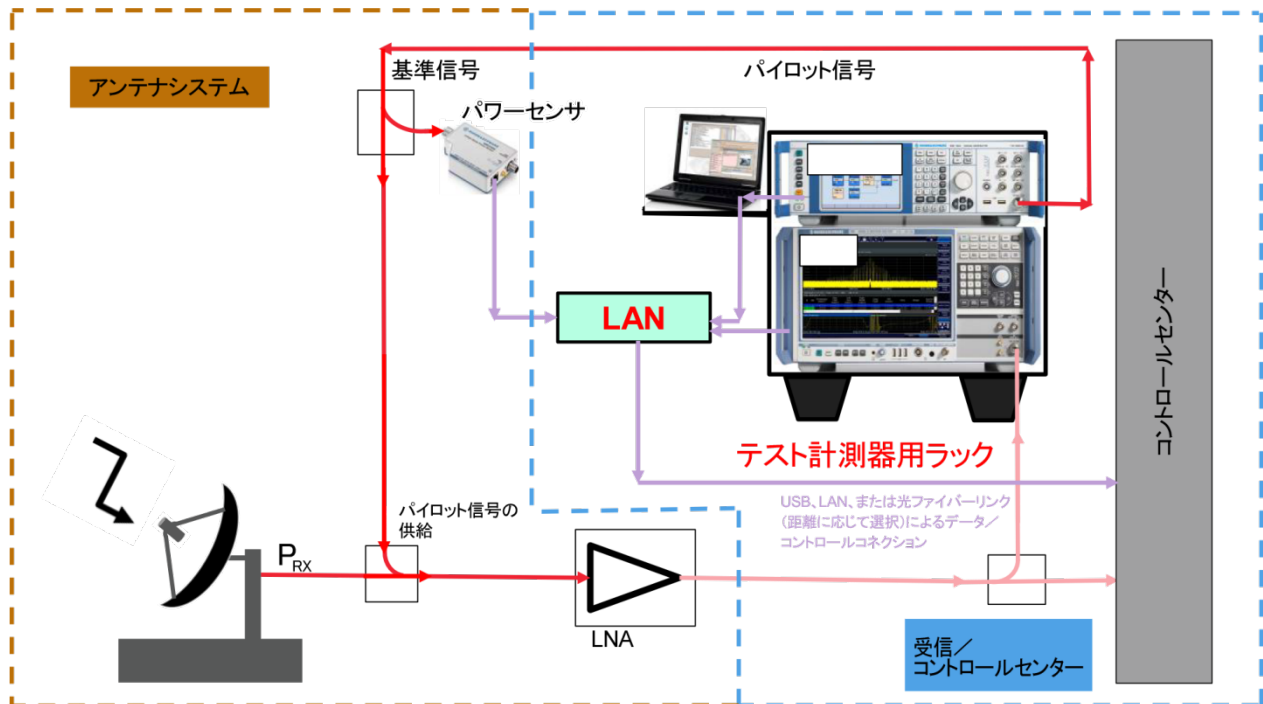 アンテナシステム
基準信号
パワーセンサ
パイロット信号
LAN
コントロールセンター
テスト計測器用ラック
USB、LAN、または光ファイバーリンク
(距離に応じて選択)によるデータ/
コントロールコネクション
パイロット信号の
供給
PRX
LNA
受信/
コントロールセンター